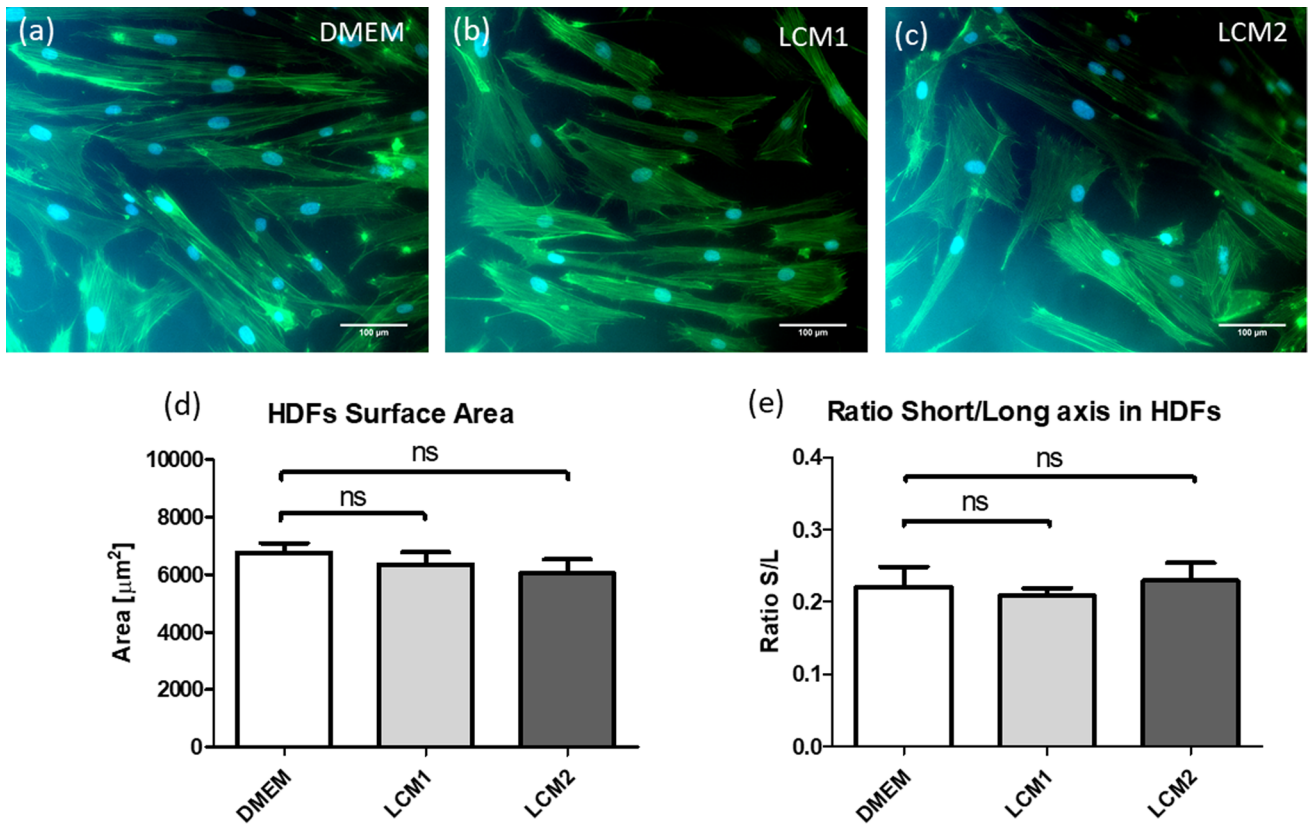 (a) DMEM
(b) LCM1
(c) LCM2
100 µm
100 µm
100 µm
(d) HDFs Surface Area
ns
ns
Area [µm²]
10000
8000
6000
4000
2000
0
DMEM
LCM1
LCM2
(e) Ratio Short/Long axis in HDFs
ns
ns
Ratio S/L
0.4
0.3
0.2
0.1
0.0
DMEM
LCM1
LCM2